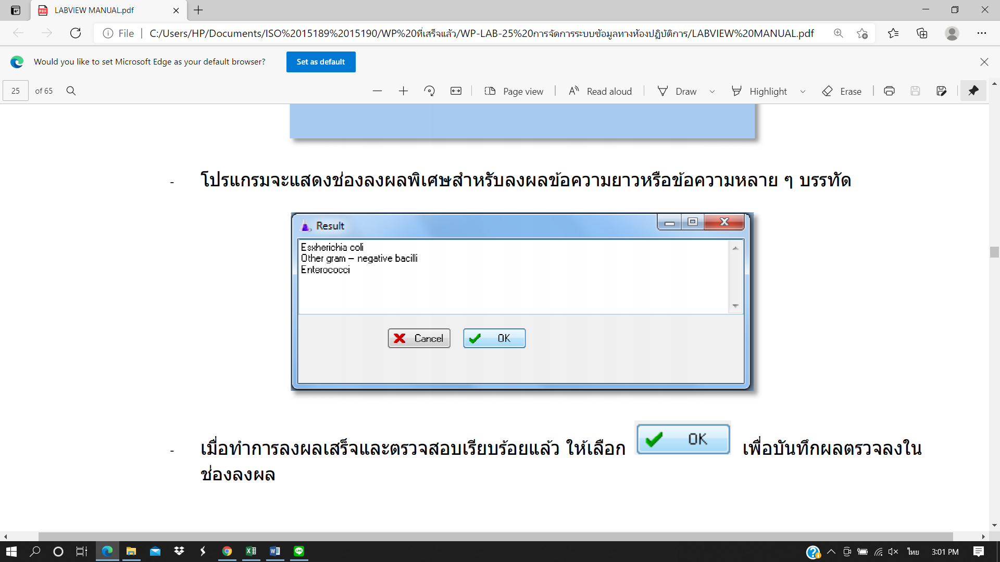 LABVIEW MANUAL.pdf
File
C:/Users/HP/Documents/ISO%2015189%2015190/WP%20ที่เสร็จแล้ว/WP-LAB-25%20การจัดการระบบข้อมูลทางห้องปฏิบัติการ/LABVIEW%20MANUAL.pdf
Would you like to set Microsoft Edge as your default browser? Set as default
25 of 65 Page view Read aloud Draw Highlight Erase
- โปรแกรมจะแสดงช่องลงผลพิเศษสำหรับลงผลข้อความยาวหรือข้อความหลาย ๆ บรรทัด
Result
Esxherichia coli
Other gram – negative bacilli
Enterococci
Cancel OK
- เมื่อทำการลงผลเสร็จและตรวจสอบเรียบร้อยแล้ว ให้เลือก OK เพื่อบันทึกผลตรวจลงใน
ช่องลงผล
ไทย 3:01 PM